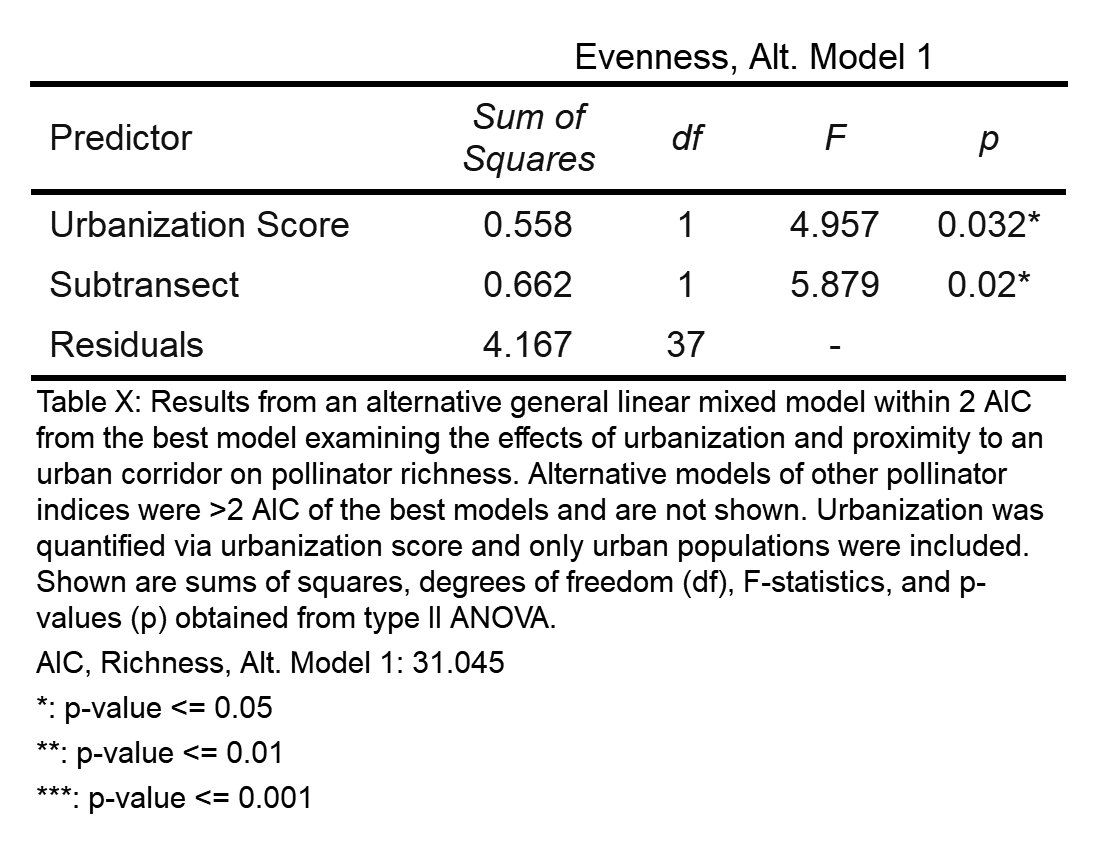 Evenness, Alt. Model 1
Predictor Sum of Squares df F p
Urbanization Score 0.558 1 4.957 0.032*
Subtransect 0.662 1 5.879 0.02*
Residuals 4.167 37 -
Table X: Results from an alternative general linear mixed model within 2 AIC
from the best model examining the effects of urbanization and proximity to an
urban corridor on pollinator richness. Alternative models of other pollinator
indices were >2 AIC of the best models and are not shown. Urbanization was
quantified via urbanization score and only urban populations were included.
Shown are sums of squares, degrees of freedom (df), F-statistics, and p-
values (p) obtained from type II ANOVA.
AIC, Richness, Alt. Model 1: 31.045
*: p-value <= 0.05
**: p-value <= 0.01
***: p-value <= 0.001